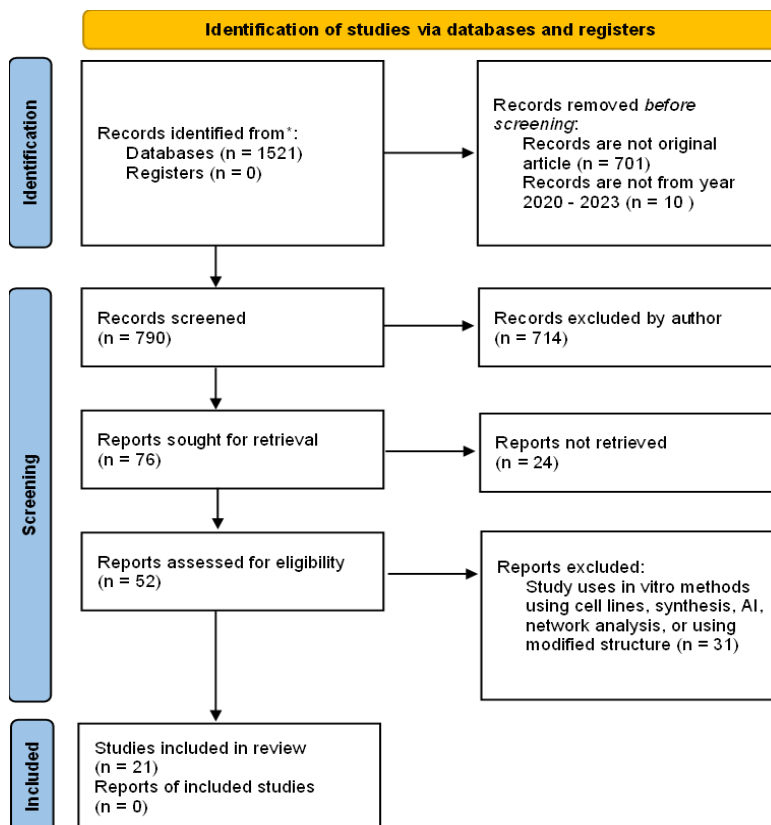 Identification of studies via databases and registers
Identification
Records identified from*:
Databases (n = 1521)
Registers (n = 0)
Records removed before
screening:
Records are not original
article (n = 701)
Records are not from year
2020 - 2023 (n = 10 )
Screening
Records screened
(n = 790)
Records excluded by author
(n = 714)
Reports sought for retrieval
(n = 76)
Reports not retrieved
(n = 24)
Reports assessed for eligibility
(n = 52)
Reports excluded:
Study uses in vitro methods
using cell lines, synthesis, AI,
network analysis, or using
modified structure (n = 31)
Included
Studies included in review
(n = 21)
Reports of included studies
(n = 0)